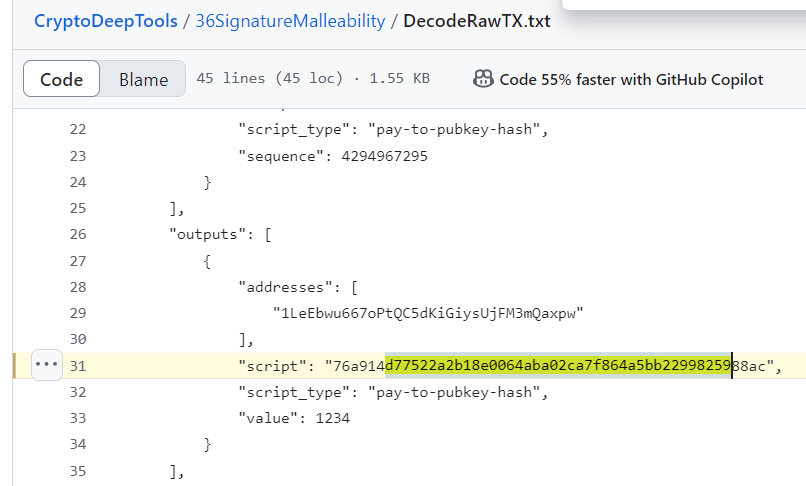 CryptoDeepTools / 36SignatureMalleability / DecodeRawTX.txt
Code Blame 45 lines (45 loc) · 1.55 KB Code 55% faster with GitHub Copilot
22 "script_type": "pay-to-pubkey-hash",
23 "sequence": 4294967295
24 }
25 ],
26 "outputs": [
27 {
28 "addresses": [
29 "1LeEbwu667oPtQC5dKiGiysUjFM3mQaxpw"
30 ],
31 "script": "76a914d77522a2b18e0064aba02ca7f864a5bb2299825988ac",
32 "script_type": "pay-to-pubkey-hash",
33 "value": 1234
34 }
35 ],